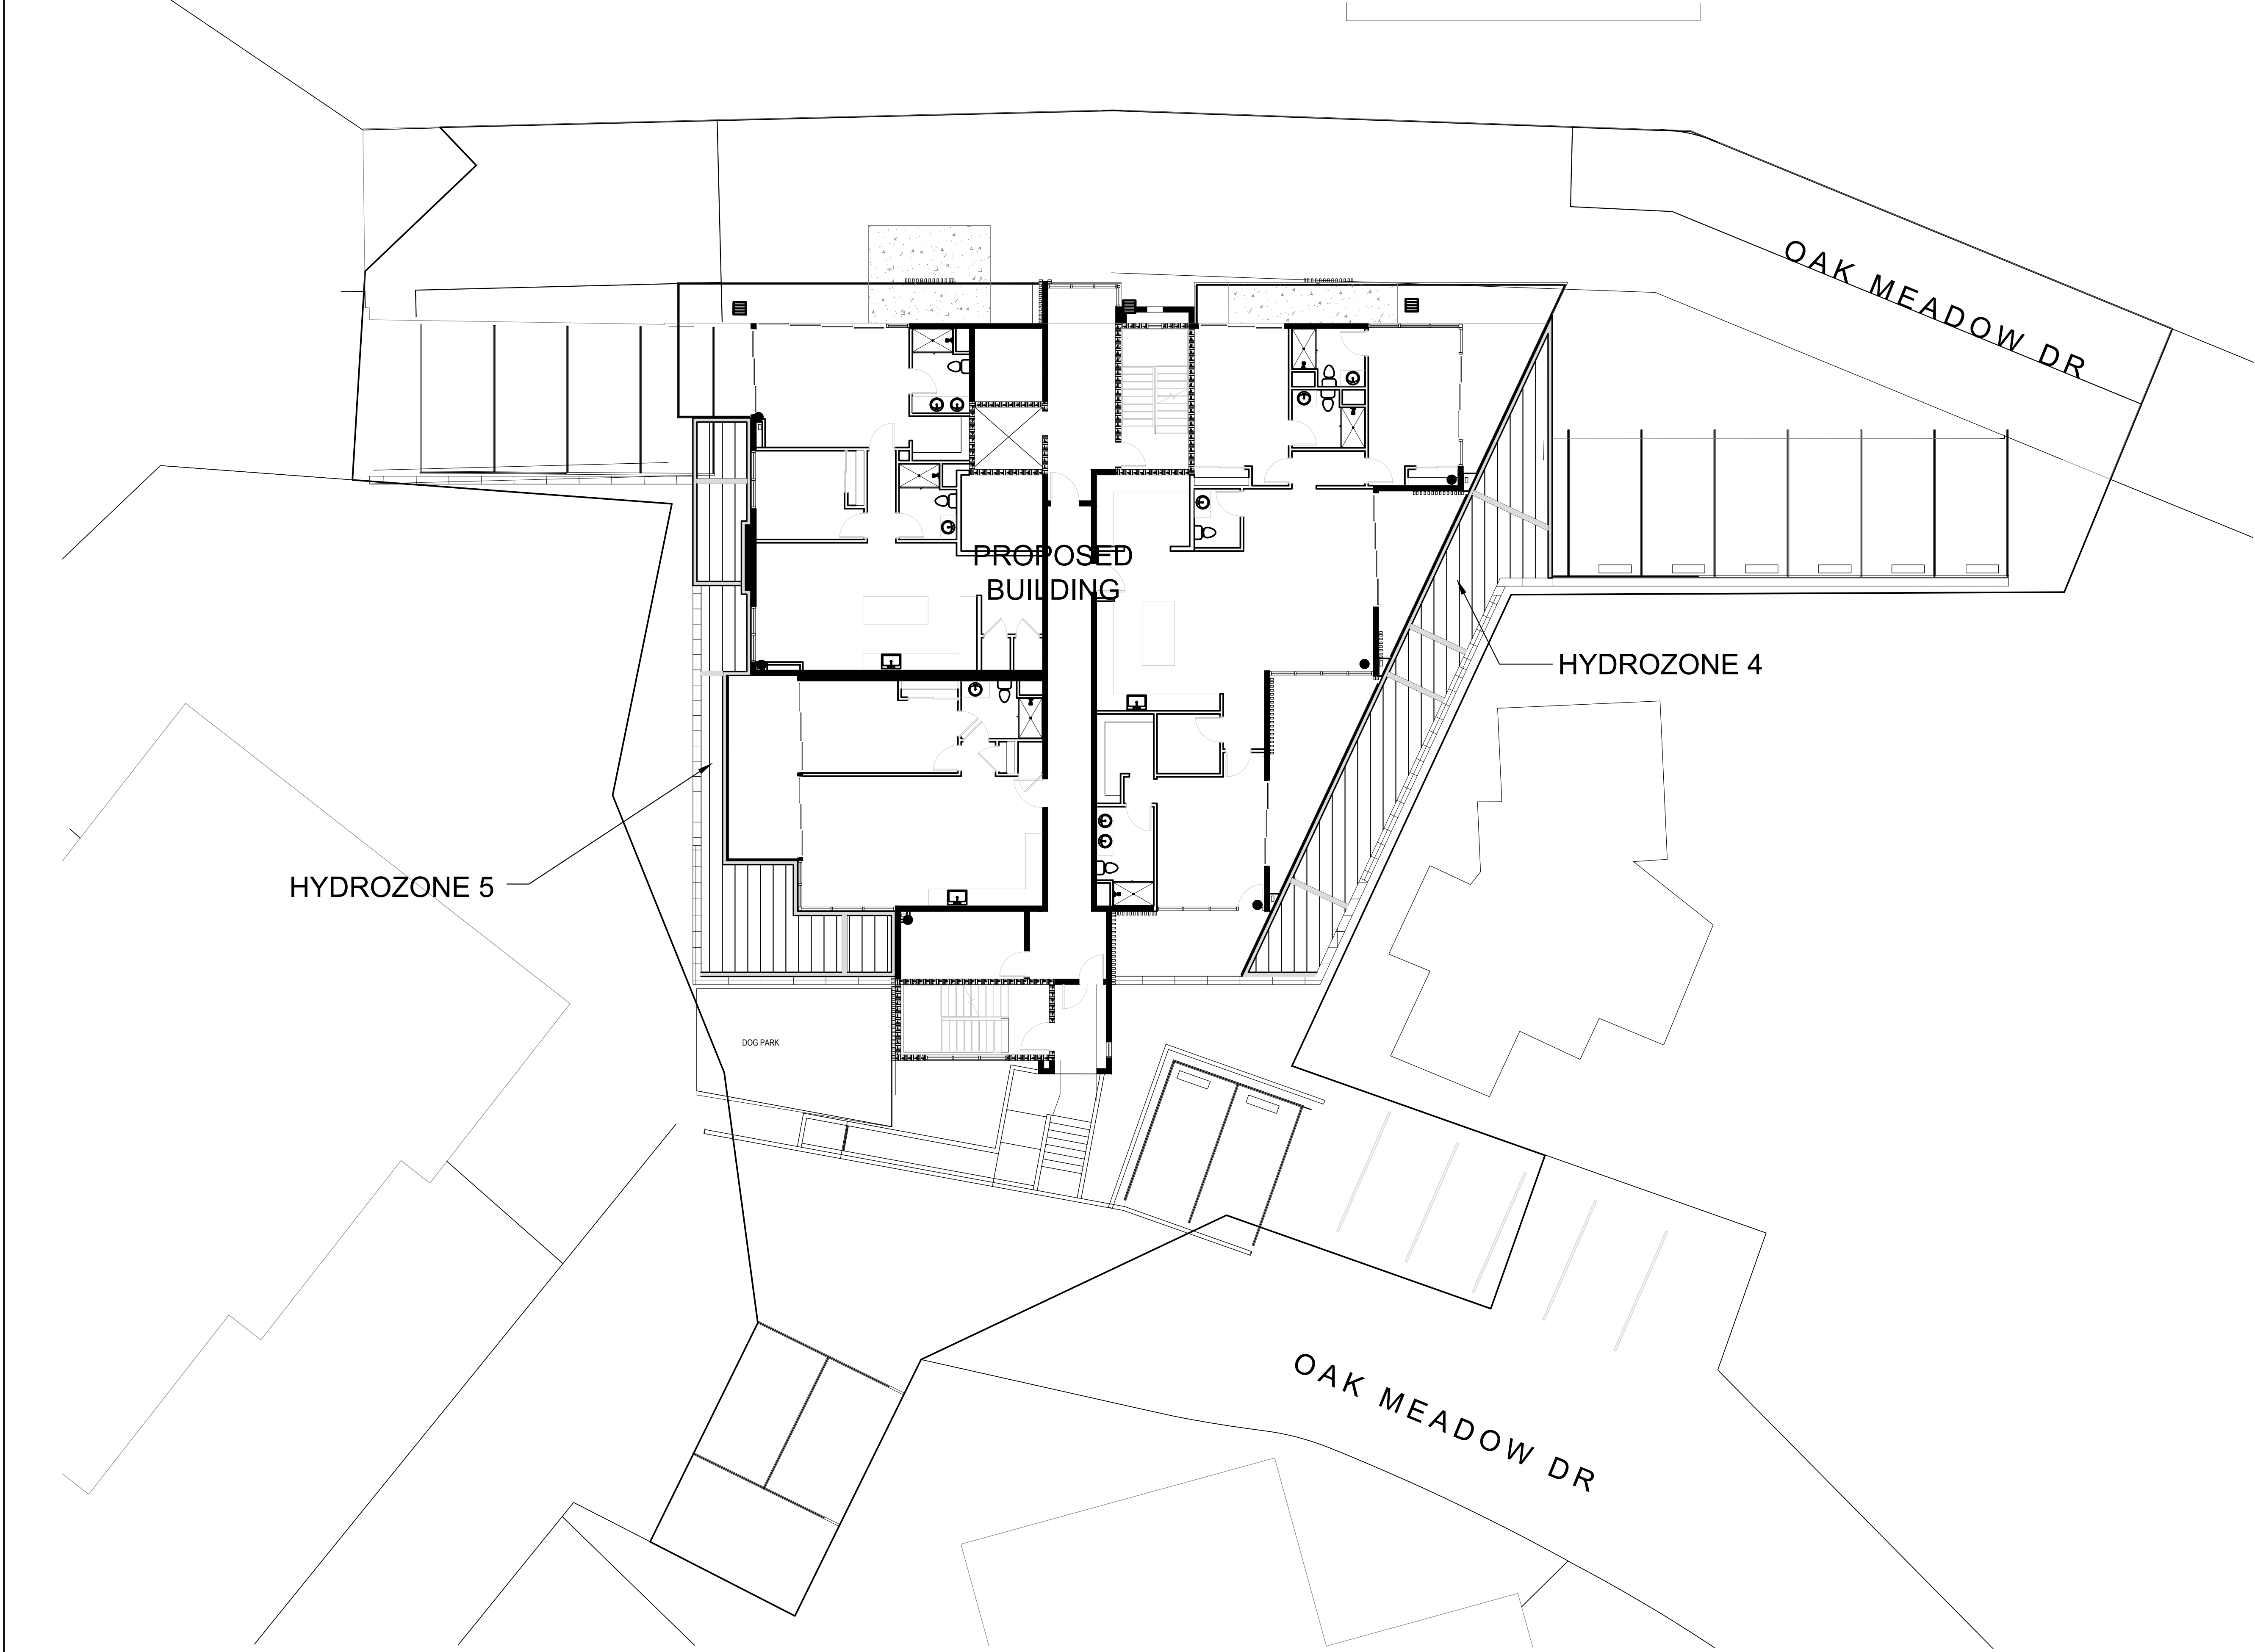 OAK MEADOW DR
PROPOSED
BUILDING
HYDROZONE 4
HYDROZONE 5
DOG PARK
OAK MEADOW DR